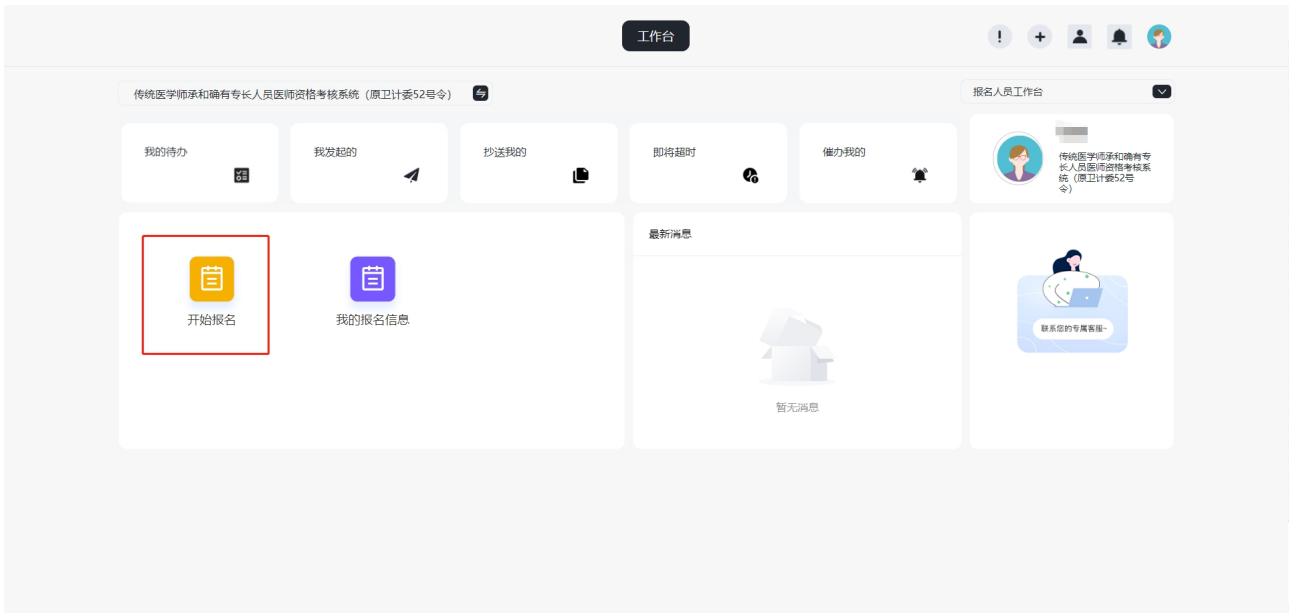 工作台
传统医学师承和确有专长人员医师资格考核系统（原卫计委52号令）
报名人员工作台
我的待办
我发起的
抄送我的
即将超时
催办我的
传统医学师承和确有专
长人员医师资格考核系
统（原卫计委52号
令）
开始报名
我的报名信息
最新消息
暂无消息
联系您的专属客服~